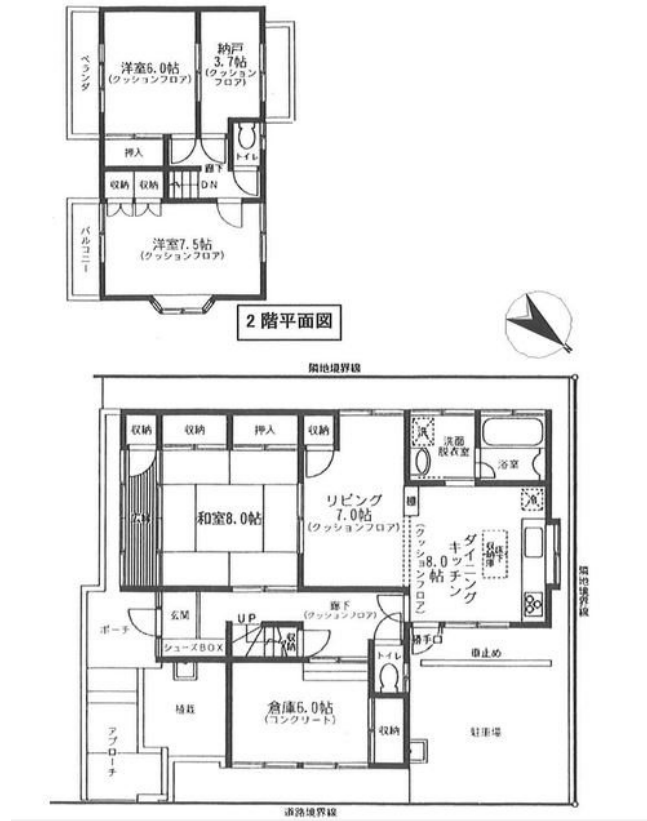 ベランダ
洋室6.0帖
(クッションフロア)
納戸
3.7帖
(クッション
フロア)
押入
トイレ
廊下
収納
収納
DN
バルコニー
洋室7.5帖
(クッションフロア)
2階平面図
N
隣地境界線
収納
収納
押入
収納
洗
洗面
脱衣室
浴室
広縁
和室8.0帖
リビング
7.0帖
(クッションフロア)
棚
ダイニング
キッチン
8.0帖
(クッションフロア)
床下
収納庫
冷
隣地境界線
ポーチ
玄関
シューズBOX
UP
収納
廊下
(クッションフロア)
勝手口
トイレ
車止め
アプローチ
植栽
倉庫6.0帖
(コンクリート)
収納
駐車場
道路境界線